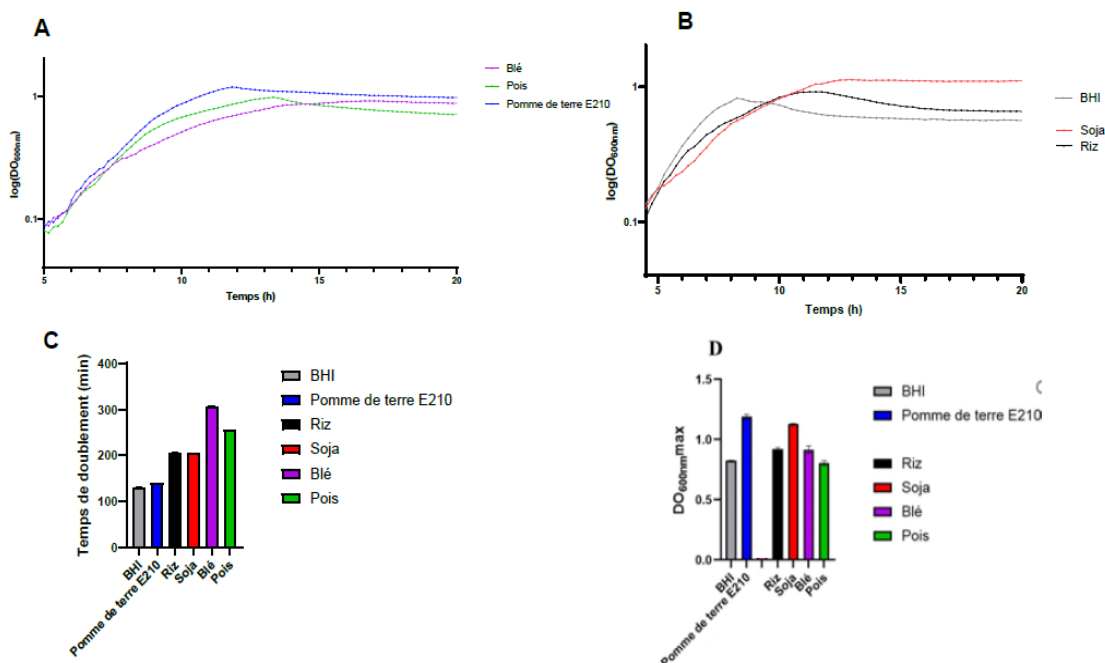 A
log(DO600nm)
1
0.1
5
10
15
20
Temps (h)
Blé
Pois
Pomme de terre E210
B
log(DO600nm)
1
0.1
5
10
15
20
Temps (h)
BHI
Soja
Riz
C
Temps de doublement (min)
400
300
200
100
0
BHI
Pomme de terre E210
Riz
Soja
Blé
Pois
BHI
Pomme de terre E210
Riz
Soja
Blé
Pois
D
DO600nmmax
1.5
1.0
0.5
0.0
BHI
Pomme de terre E210
Riz
Soja
Blé
Pois
BHI
Pomme de terre E210
Riz
Soja
Blé
Pois